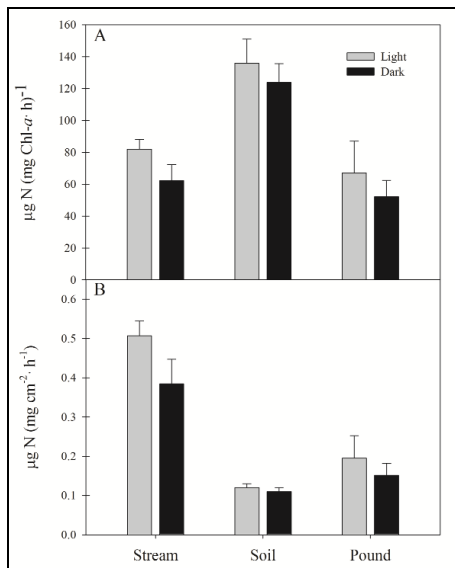 A
Light
Dark
µg N (mg Chl-a· h)-1
160
140
120
100
80
60
40
20
0
B
µg N (mg cm-2· h-1)
0.6
0.5
0.4
0.3
0.2
0.1
0.0
Stream Soil Pound